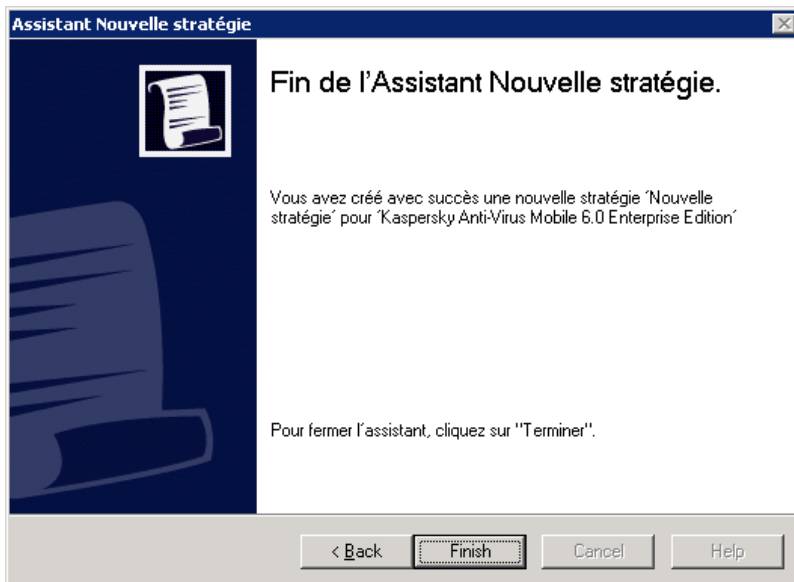 Assistant Nouvelle stratégie
Fin de l'Assistant Nouvelle stratégie.
Vous avez créé avec succès une nouvelle stratégie ´Nouvelle
stratégie´ pour ´Kaspersky Anti-Virus Mobile 6.0 Enterprise Edition´
Pour fermer l´assistant, cliquez sur "Terminer".
< Back Finish Cancel Help